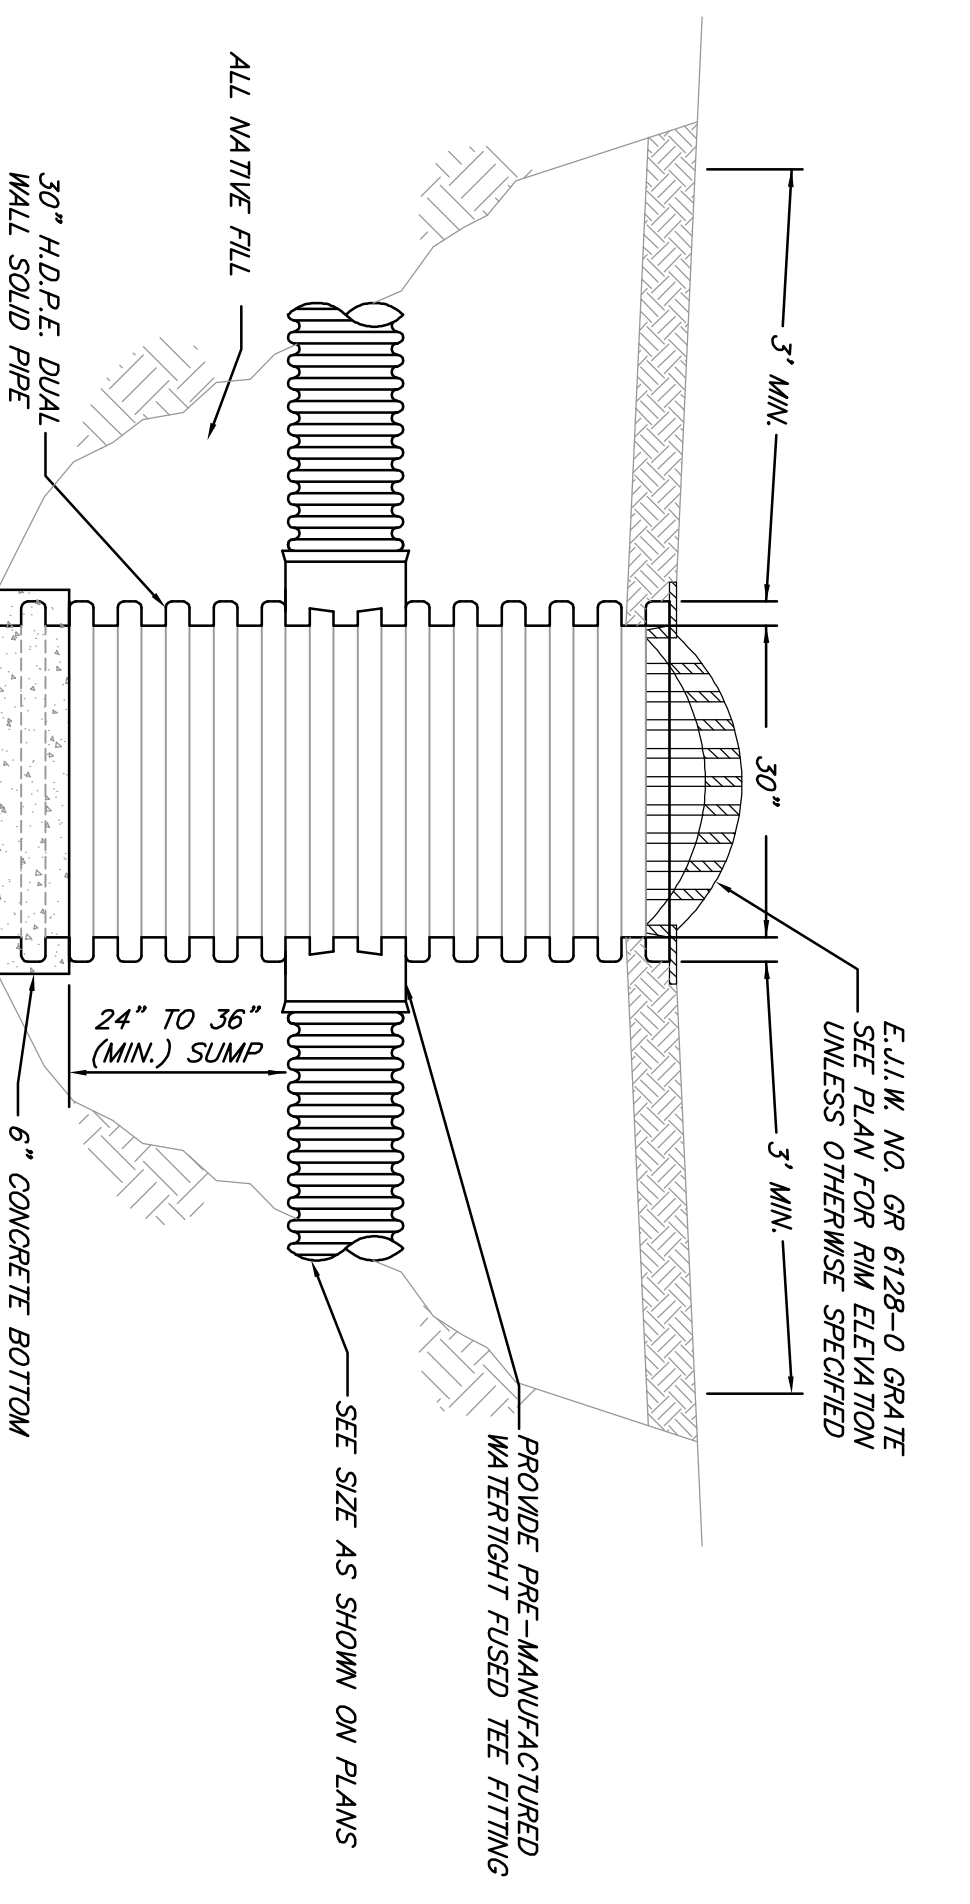 E.J.I.W. NO. GR 6128-0 GRATE
SEE PLAN FOR RIM ELEVATION
UNLESS OTHERWISE SPECIFIED
3' MIN.
30"
3' MIN.
PROVIDE PRE-MANUFACTURED
WATERTIGHT FUSED TEE FITTING
SEE SIZE AS SHOWN ON PLANS
ALL NATIVE FILL
24" TO 36"
(MIN.) SUMP
30" H.D.P.E. DUAL
WALL SOLID PIPE
6" CONCRETE BOTTOM